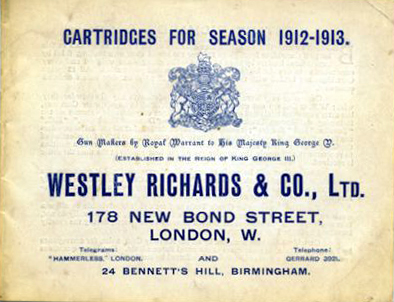 CARTRIDGES FOR SEASON 1912-1913.
Gun Makers by Royal Warrant to His Majesty King George V.
(ESTABLISHED IN THE REIGN OF KING GEORGE III.)
WESTLEY RICHARDS & CO., LTD.
178 NEW BOND STREET,
LONDON, W.
Telegrams: Telephone:
"HAMMERLESS," LONDON. AND GERRARD
24 BENNETT'S HILL, BIRMINGHAM.